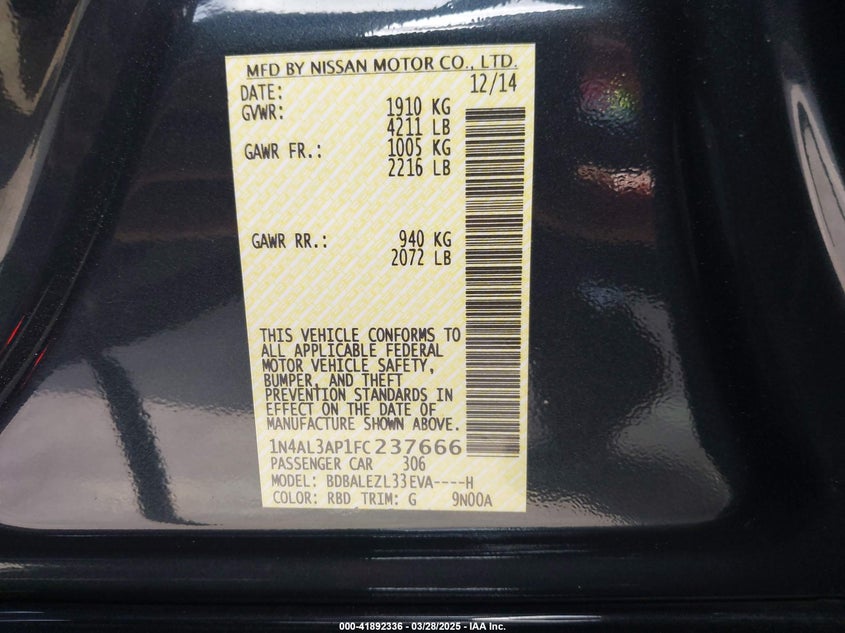 MFD BY NISSAN MOTOR CO., LTD.
DATE: 12/14
GVWR: 1910 KG
4211 LB
GAWR FR.: 1005 KG
2216 LB
GAWR RR.: 940 KG
2072 LB
THIS VEHICLE CONFORMS TO
ALL APPLICABLE FEDERAL
MOTOR VEHICLE SAFETY,
BUMPER, AND THEFT
PREVENTION STANDARDS IN
EFFECT ON THE DATE OF
MANUFACTURE SHOWN ABOVE.
1N4AL3AP1FC237666
PASSENGER CAR 306
MODEL: BDBALEZL33EVA----H
COLOR: RBD TRIM: G 9N00A
000-41892336 - 03/28/2025 - IAA Inc.